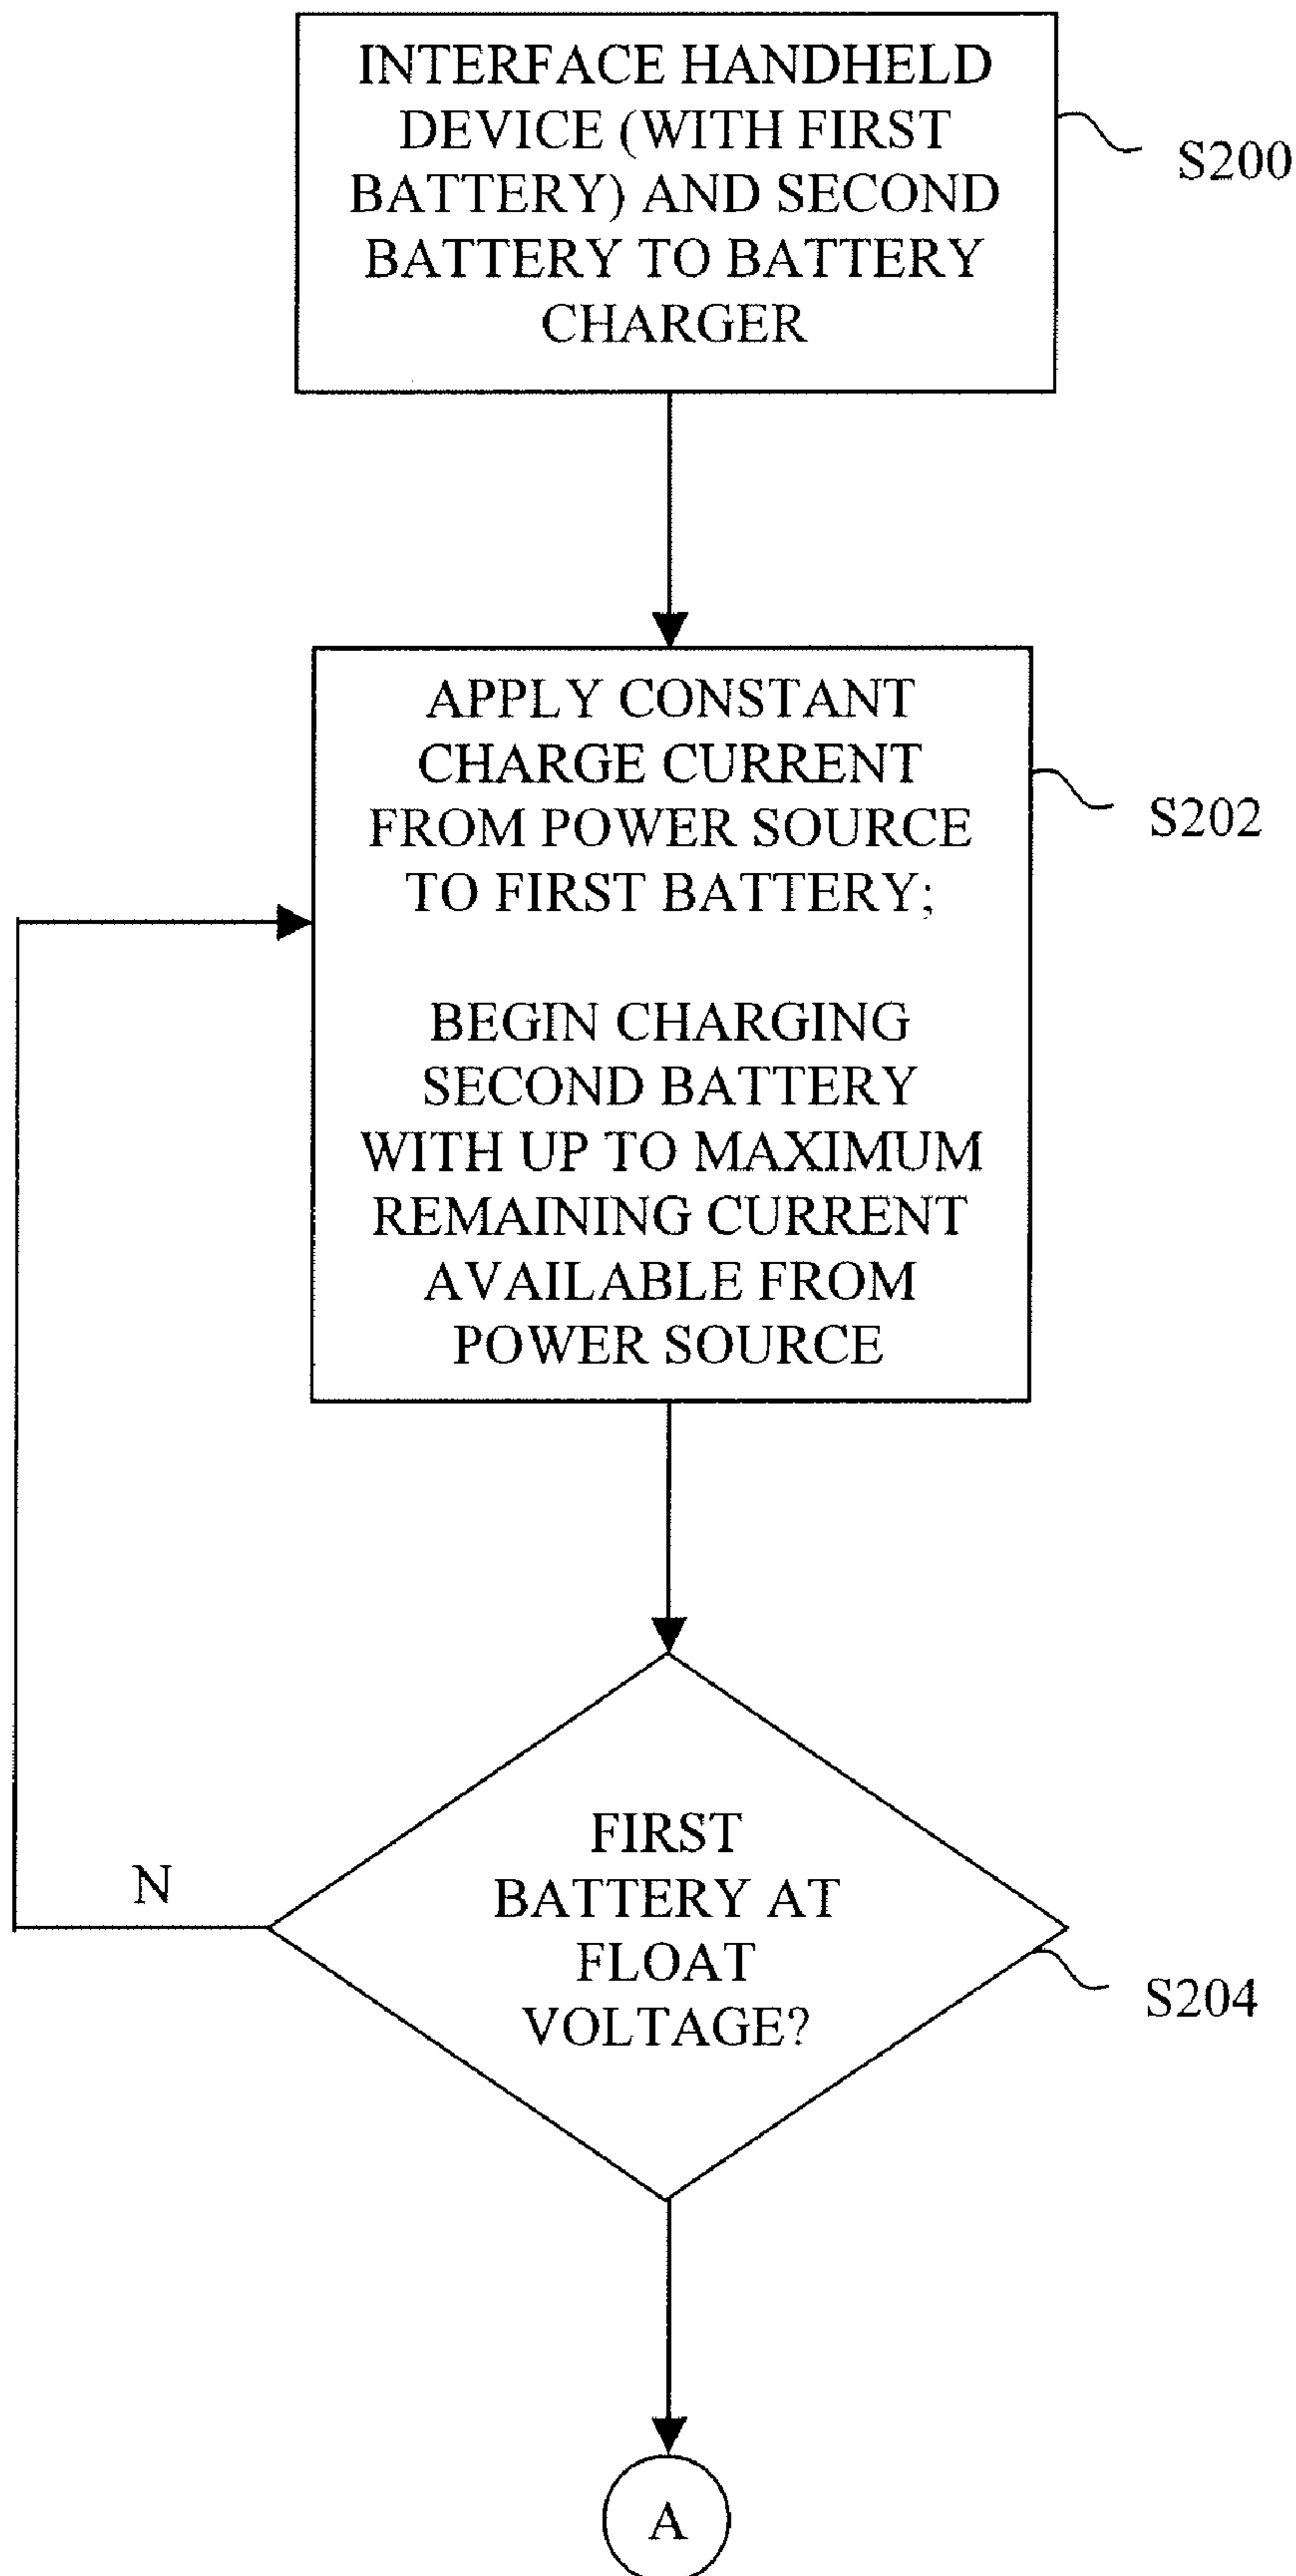 INTERFACE HANDHELD
DEVICE (WITH FIRST
BATTERY) AND SECOND
BATTERY TO BATTERY
CHARGER
S200
APPLY CONSTANT
CHARGE CURRENT
FROM POWER SOURCE
TO FIRST BATTERY;
BEGIN CHARGING
SECOND BATTERY
WITH UP TO MAXIMUM
REMAINING CURRENT
AVAILABLE FROM
POWER SOURCE
S202
FIRST
BATTERY AT
FLOAT
VOLTAGE?
N
S204
A